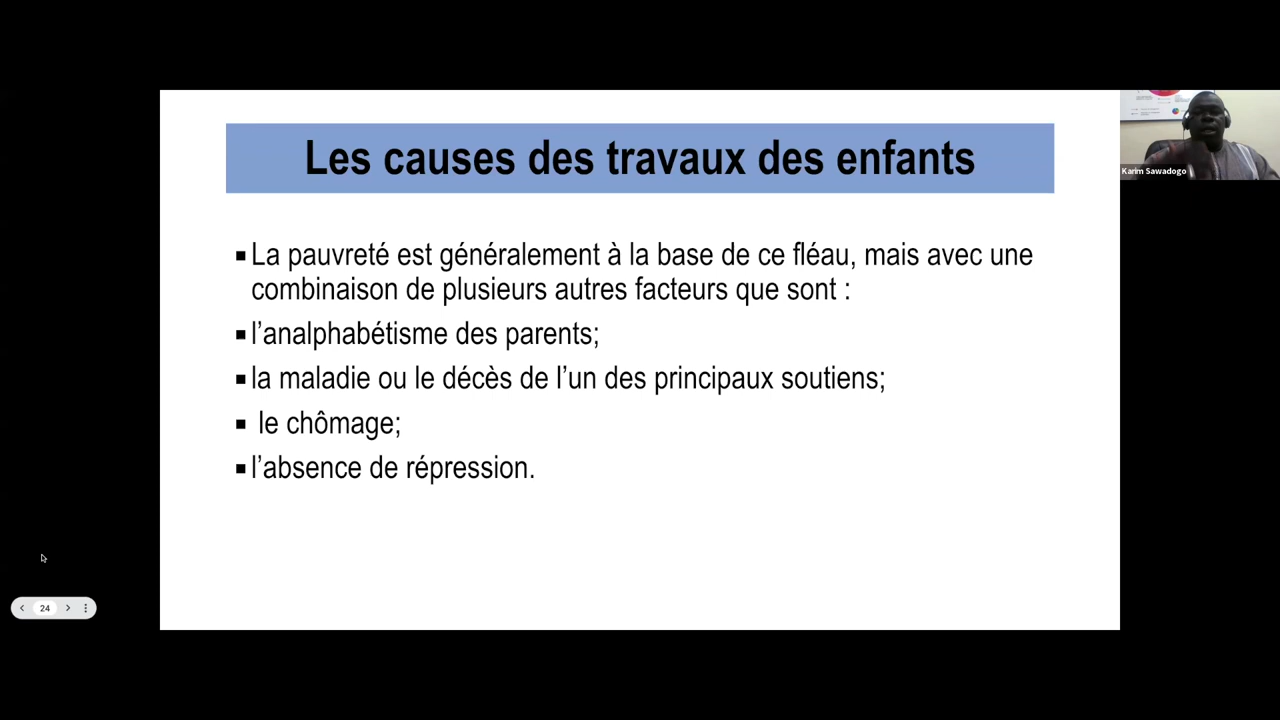 Les causes des travaux des enfants
▪La pauvreté est généralement à la base de ce fléau, mais avec une
combinaison de plusieurs autres facteurs que sont :
▪l’analphabétisme des parents;
▪la maladie ou le décès de l’un des principaux soutiens;
▪ le chômage;
▪l’absence de répression.
Karim Sawadogo
24